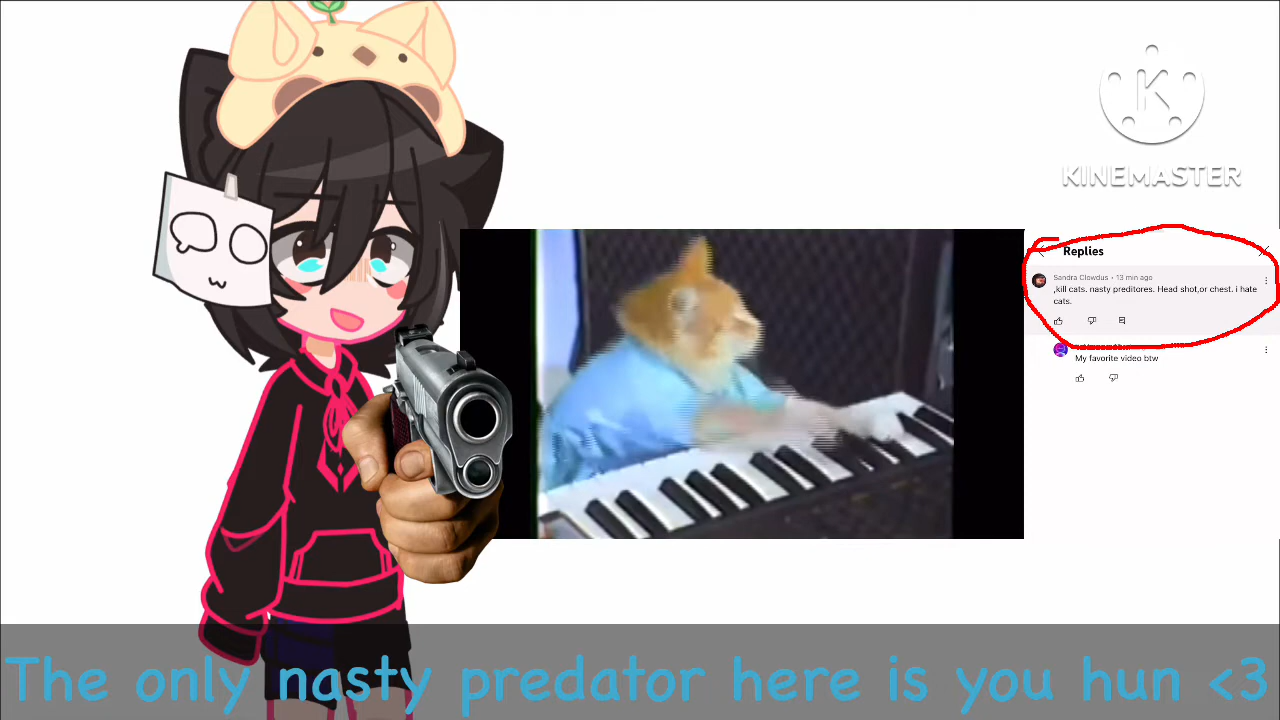 KINEMASTER
Replies
Sandra Clowdus • 13 min ago
,kill cats. nasty preditores. Head shot,or chest. i hate
cats.
My favorite video btw
The only nasty predator here is you hun <3